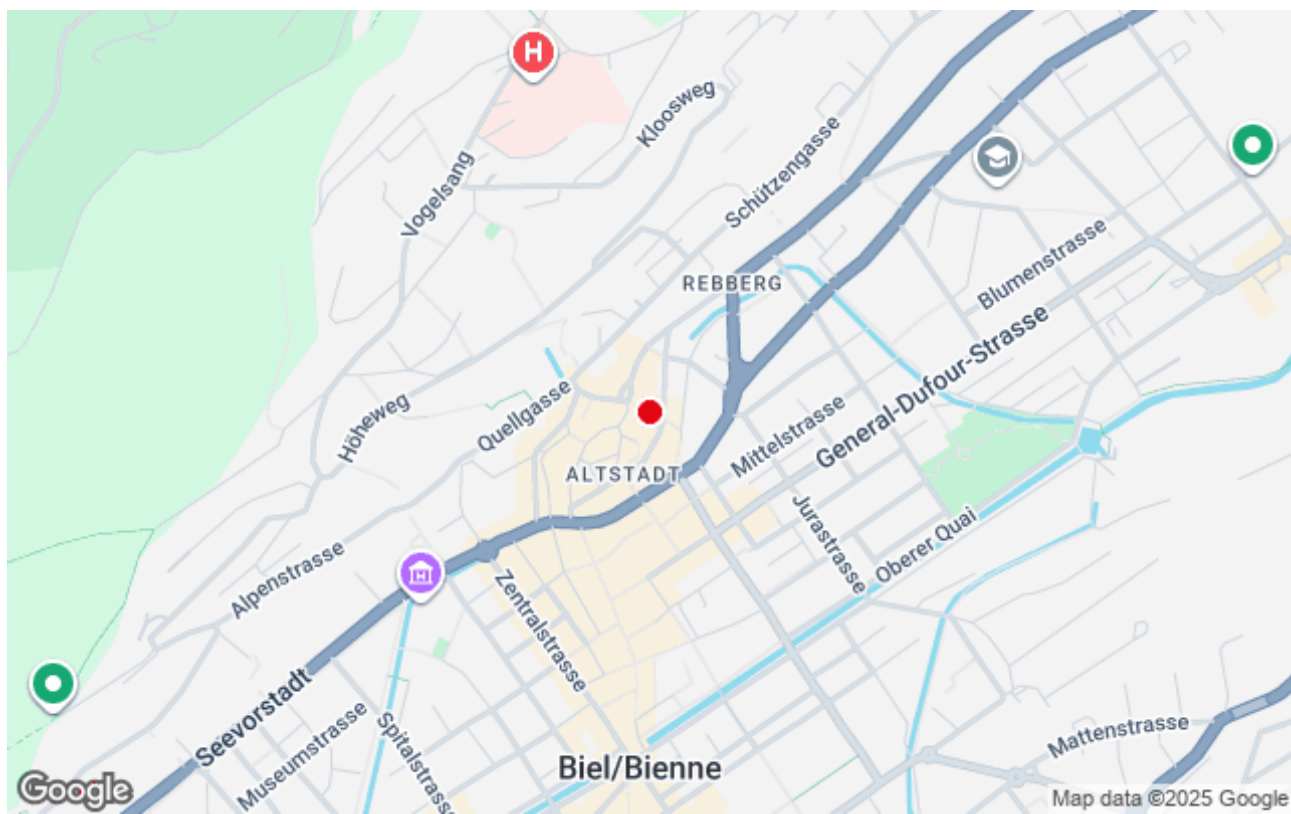 H
Kloosweg
Schützengasse
Vogelsang
REBBERG
Blumenstrasse
General-Dufour-Strasse
Höheweg
Quellgasse
Mittelstrasse
ALTSTADT
Jurastrasse
Oberer Quai
Alpenstrasse
Zentralstrasse
Seevorstadt
Museumstrasse
Spitalstrasse
Mattenstrasse
Biel/Bienne
Google
Map data ©2025 Google